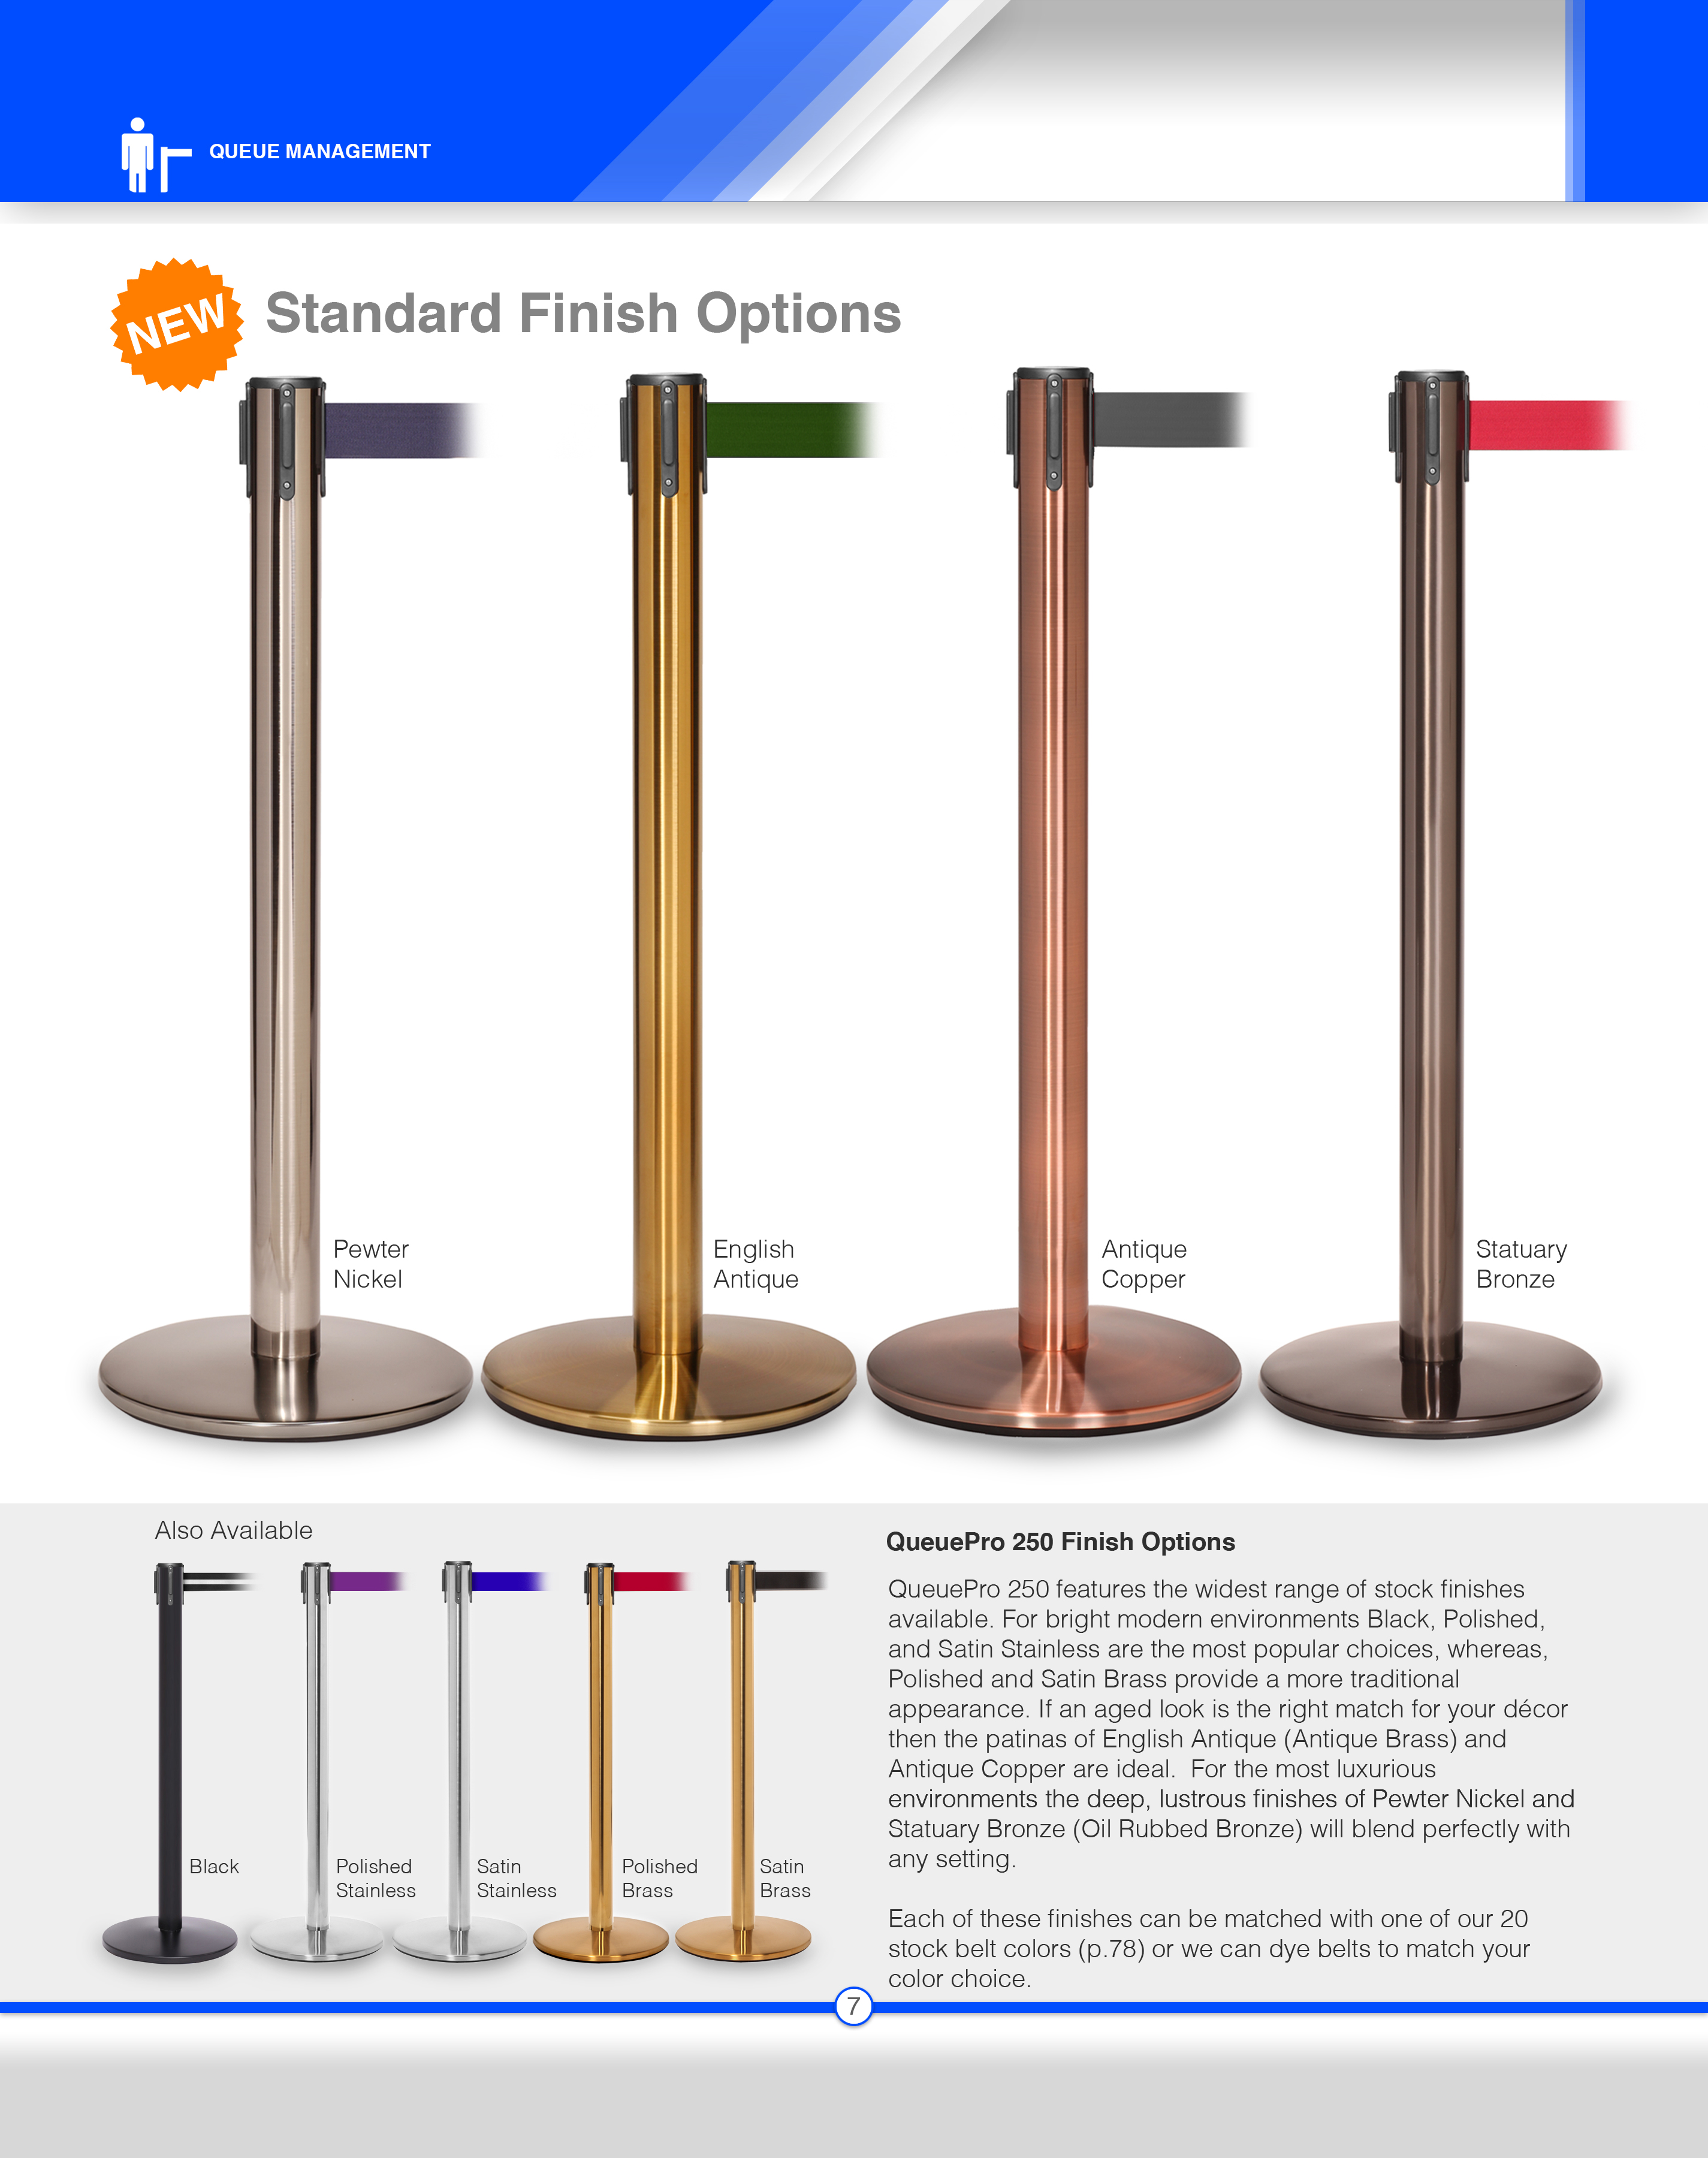 QUEUE MANAGEMENT
NEW
Standard Finish Options
Pewter
Nickel
English
Antique
Antique
Copper
Statuary
Bronze
Also Available
Black
Polished
Stainless
Satin
Stainless
Polished
Brass
Satin
Brass
QueuePro 250 Finish Options
QueuePro 250 features the widest range of stock finishes
available. For bright modern environments Black, Polished,
and Satin Stainless are the most popular choices, whereas,
Polished and Satin Brass provide a more traditional
appearance. If an aged look is the right match for your décor
then the patinas of English Antique (Antique Brass) and
Antique Copper are ideal.  For the most luxurious
environments the deep, lustrous finishes of Pewter Nickel and
Statuary Bronze (Oil Rubbed Bronze) will blend perfectly with
any setting.
Each of these finishes can be matched with one of our 20
stock belt colors (p.78) or we can dye belts to match your
color choice.
7